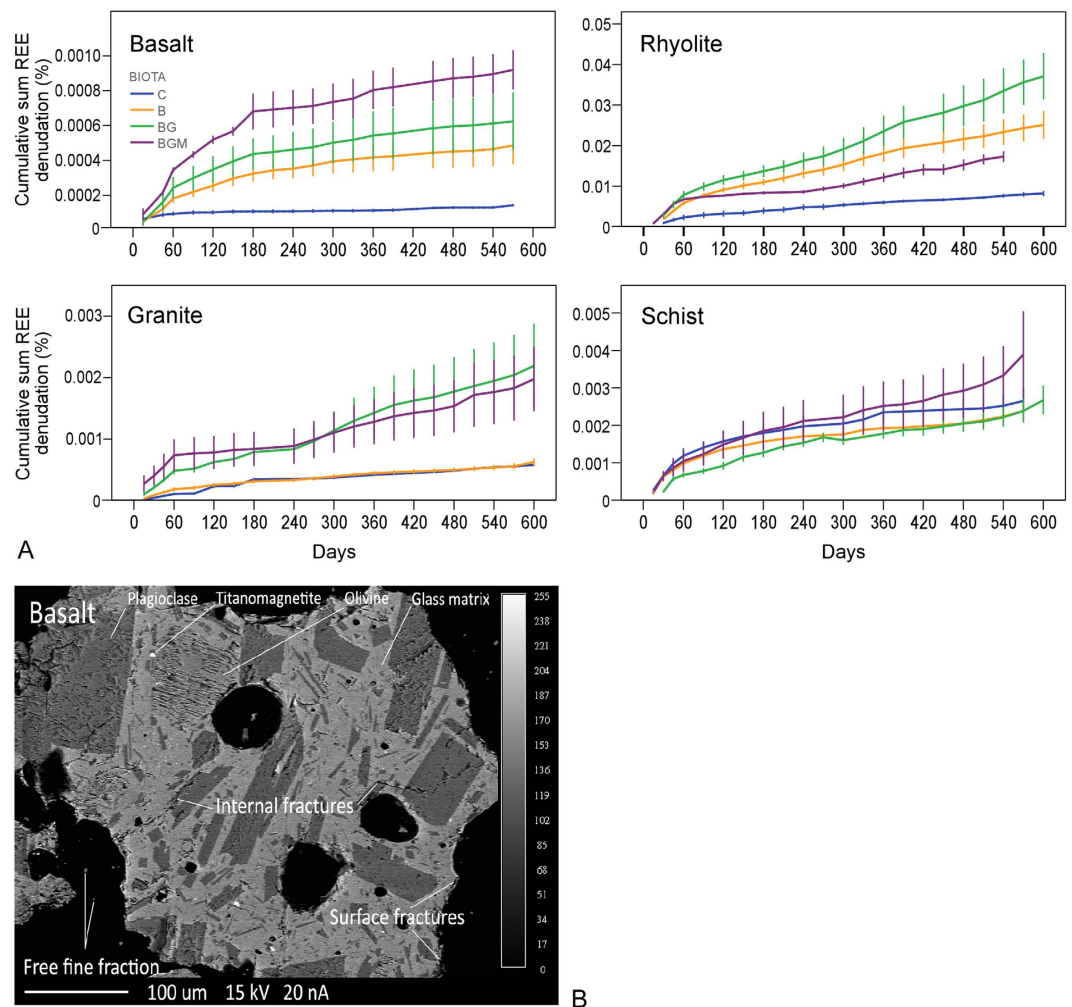 Basalt
Cumulative sum REE
denudation (%)
0.0010
0.0008
0.0006
0.0004
0.0002
0
BIOTA
C
B
BG
BGM
0 60 120 180 240 300 360 420 480 540 600
Rhyolite
0.05
0.04
0.03
0.02
0.01
0
0 60 120 180 240 300 360 420 480 540 600
Granite
Cumulative sum REE
denudation (%)
0.003
0.002
0.001
0
0 60 120 180 240 300 360 420 480 540 600
Days
Schist
0.005
0.004
0.003
0.002
0.001
0
0 60 120 180 240 300 360 420 480 540 600
Days
A
Basalt
Plagioclase Titanomagnetite Olivine Glass matrix
Internal fractures
Surface fractures
Free fine fraction
100 um 15 kV 20 nA
255
238
221
204
187
170
153
136
119
102
85
68
51
34
17
0
B